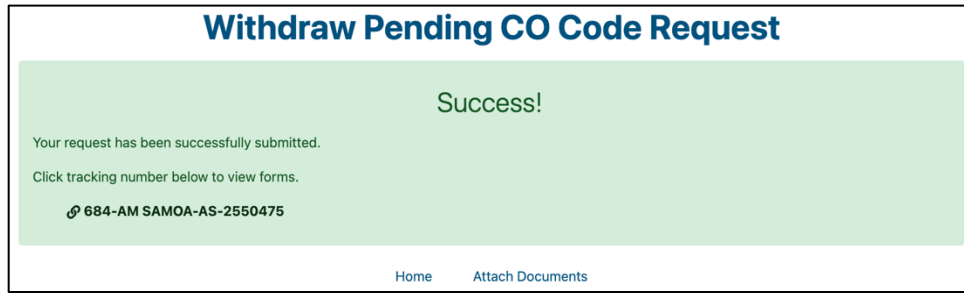 Withdraw Pending CO Code Request
Success!
Your request has been successfully submitted.
Click tracking number below to view forms.
684-AM SAMOA-AS-2550475
Home Attach Documents